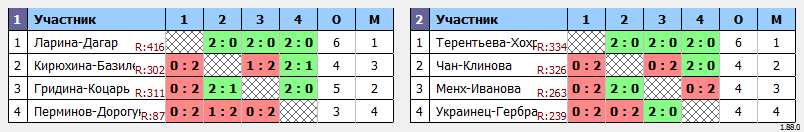 1 Участник 1 2 3 4 О М
1 Ларина-Дагар R:416 2 : 0 2 : 0 2 : 0 6 1
2 Кирюхина-Базиле R:302 0 : 2 1 : 2 2 : 1 4 3
3 Гридина-Коцарь R:311 0 : 2 2 : 1 2 : 0 5 2
4 Перминов-Дорогу R:87 0 : 2 1 : 2 0 : 2 3 4
2 Участник 1 2 3 4 О М
1 Терентьева-Хохр R:334 2 : 0 2 : 0 2 : 0 6 1
2 Чан-Клинова R:326 0 : 2 0 : 2 2 : 0 4 2
3 Менх-Иванова R:263 0 : 2 2 : 0 0 : 2 4 3
4 Украинец-Гербра R:239 0 : 2 0 : 2 2 : 0 4 4
1.88.0